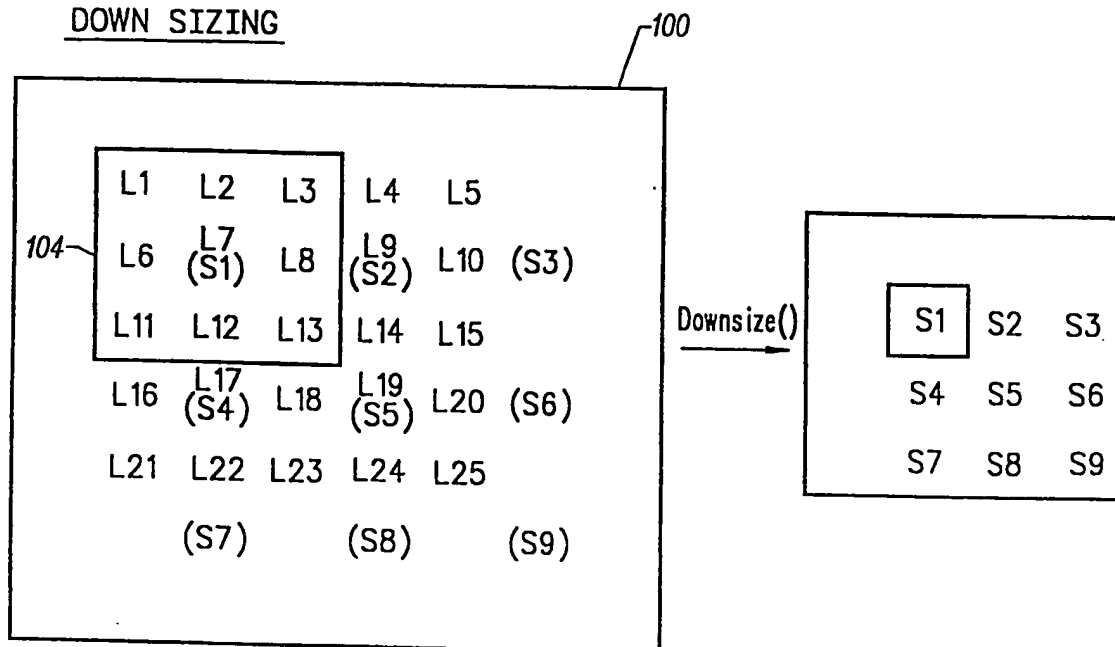 DOWN SIZING
100
L1 L2 L3 L4 L5
104
L6 L7 L8 L9 L10 (S3)
(S1) (S2)
L11 L12 L13 L14 L15
L16 L17 L18 L19 L20 (S6)
(S4) (S5)
L21 L22 L23 L24 L25
(S7) (S8) (S9)
Downsize()
S1 S2 S3
S4 S5 S6
S7 S8 S9